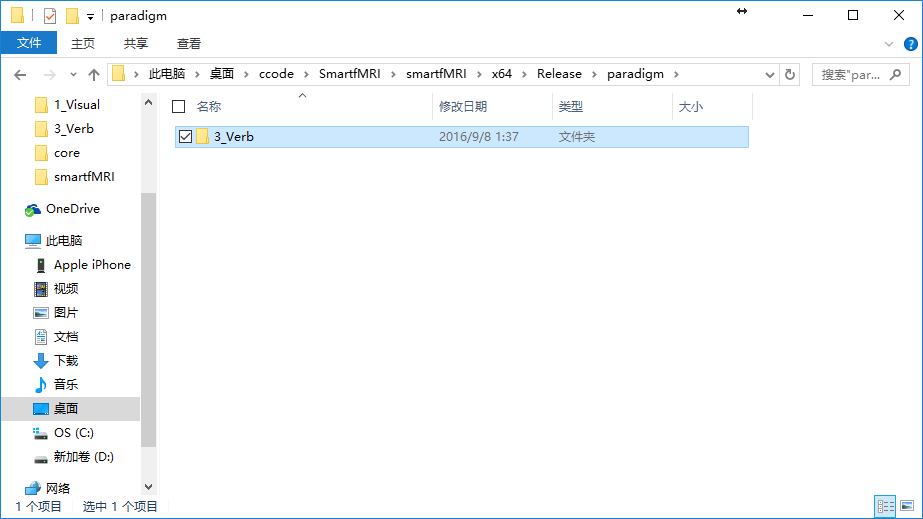 paradigm
文件 主页 共享 查看
此电脑 桌面 ccode SmartfMRI smartfMRI x64 Release paradigm 搜索"par...
名称 修改日期 类型 大小
3_Verb 2016/9/8 1:37 文件夹
1_Visual
3_Verb
core
smartfMRI
OneDrive
此电脑
Apple iPhone
视频
图片
文档
下载
音乐
桌面
OS (C:)
新加卷 (D:)
网络
1 个项目 选中 1 个项目